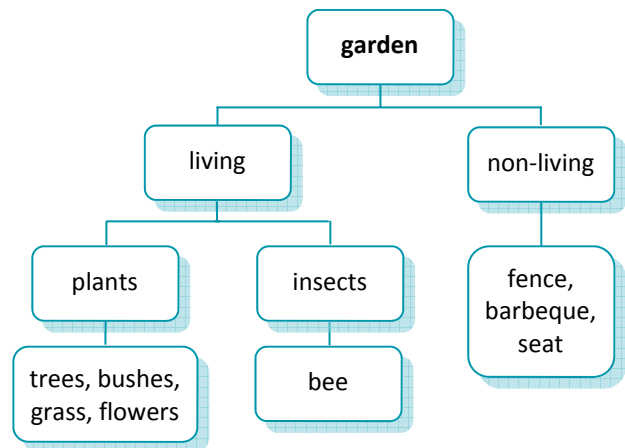 garden
living
non-living
plants
insects
fence,
barbeque,
seat
trees, bushes,
grass, flowers
bee